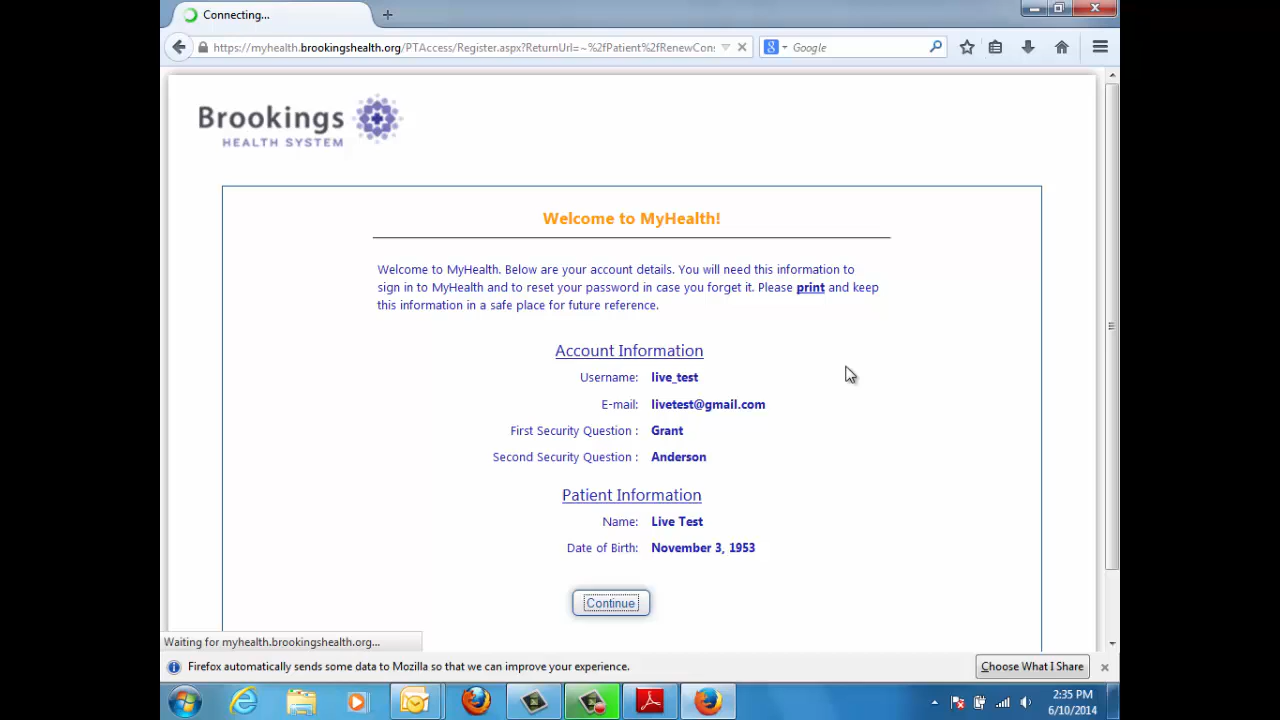 Connecting...
https://myhealth.brookingshealth.org/PTAccess/Register.aspx?ReturnUrl=~%2fPatient%2fRenewCons
Google
Brookings
HEALTH SYSTEM
Welcome to MyHealth!
Welcome to MyHealth. Below are your account details. You will need this information to
sign in to MyHealth and to reset your password in case you forget it. Please print and keep
this information in a safe place for future reference.
Account Information
Username: live_test
E-mail: livetest@gmail.com
First Security Question : Grant
Second Security Question : Anderson
Patient Information
Name: Live Test
Date of Birth: November 3, 1953
Continue
Waiting for myhealth.brookingshealth.org...
Firefox automatically sends some data to Mozilla so that we can improve your experience.
Choose What I Share
2:35 PM
6/10/2014